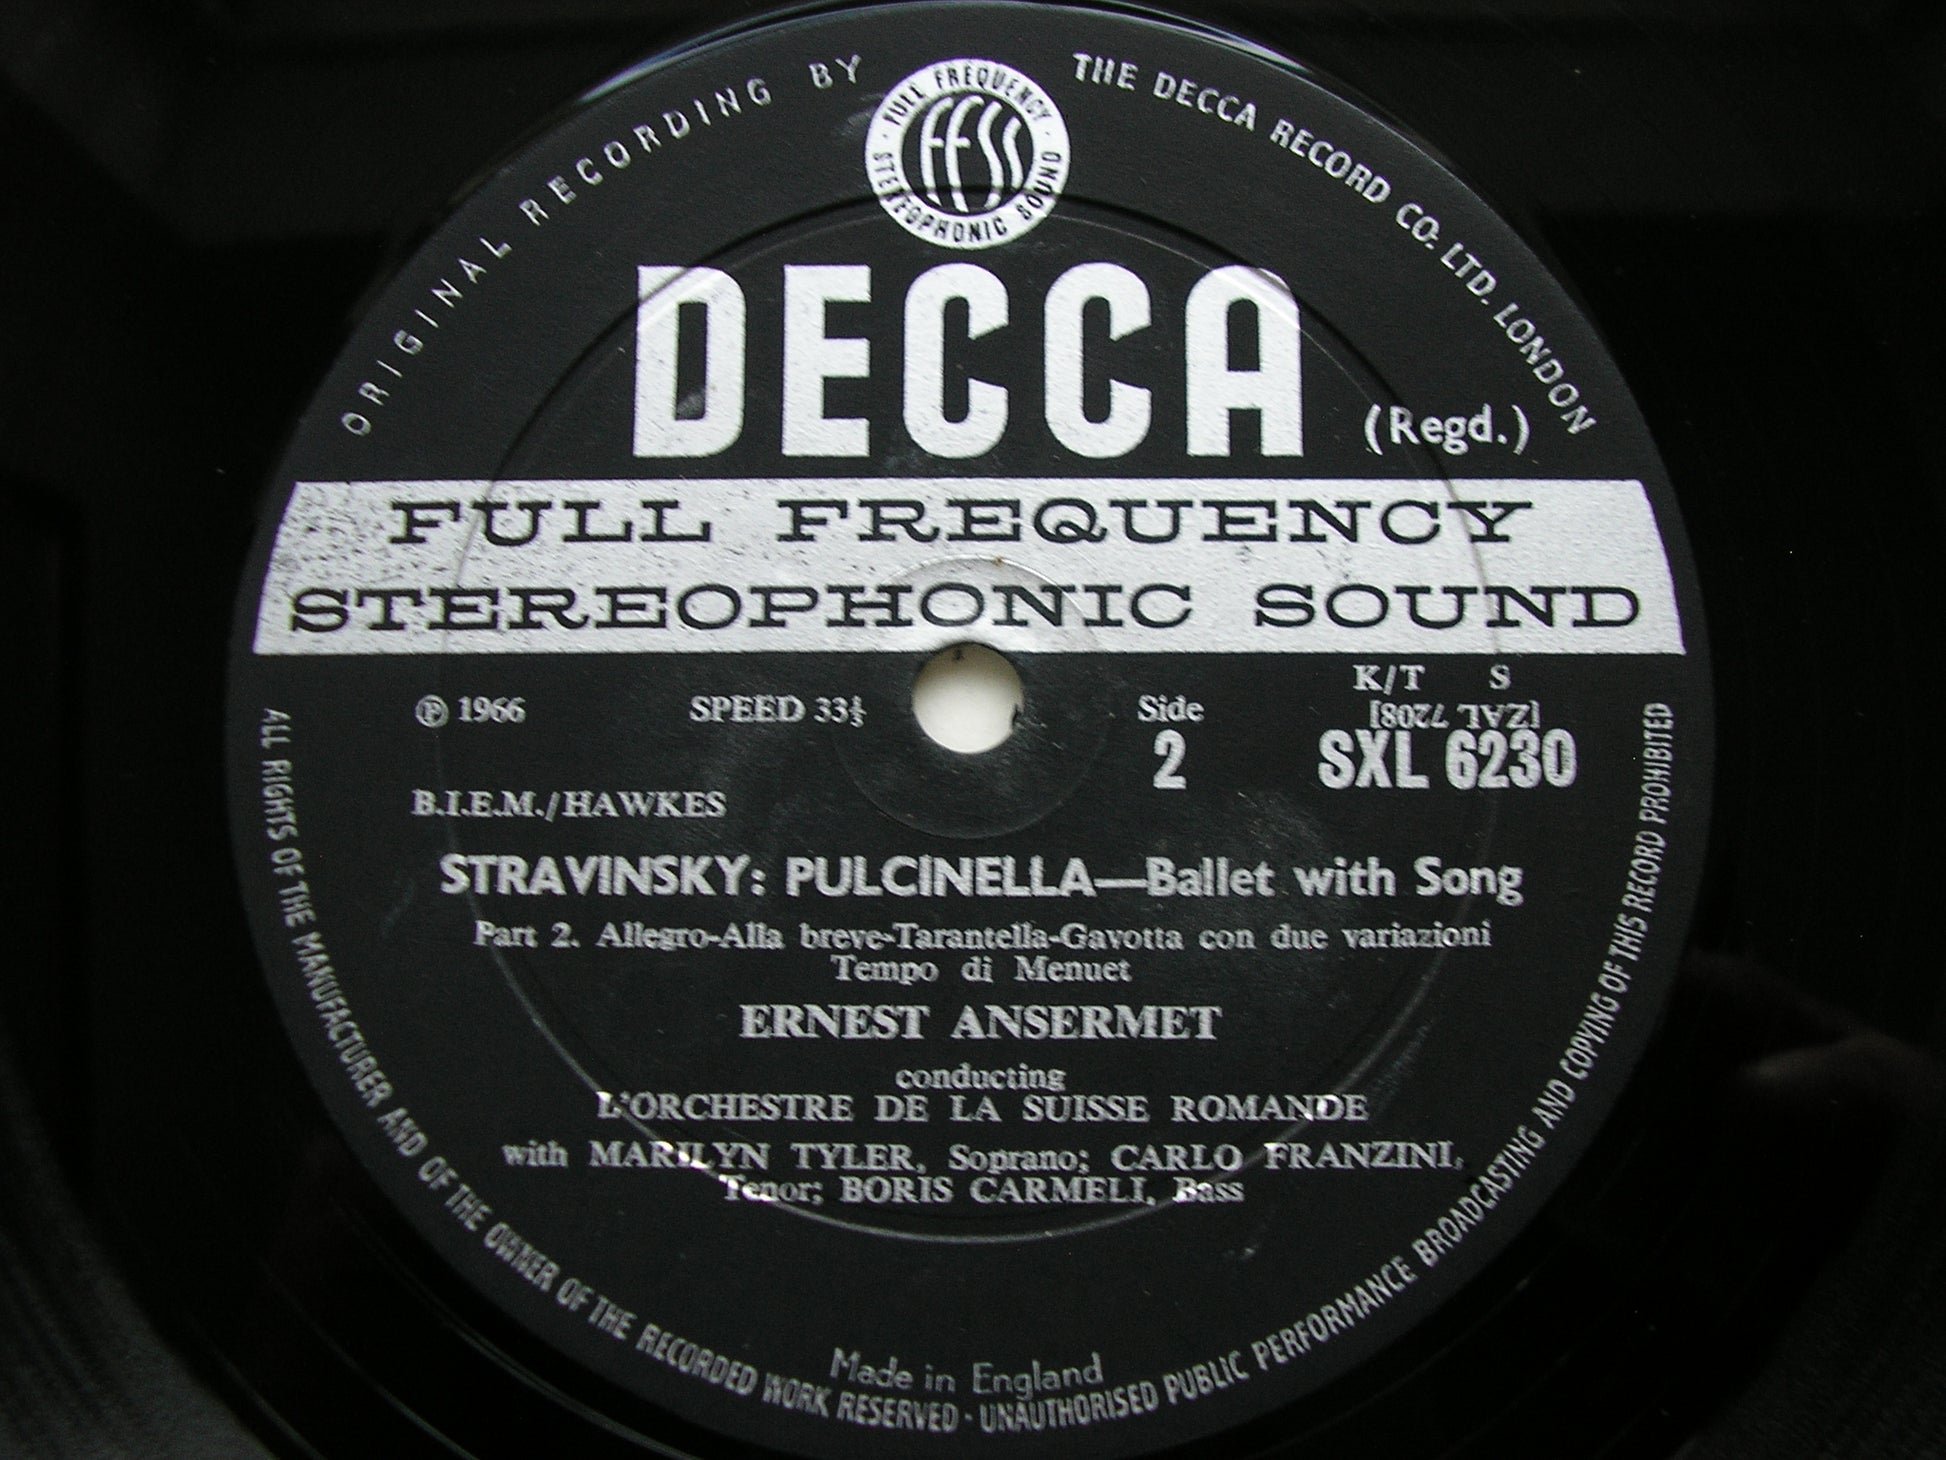 ORIGINAL RECORDING BY THE DECCA RECORD CO. LTD. LONDON
FULL FREQUENCY
FFSS
STEREOPHONIC SOUND
DECCA
(Regd.)
FULL FREQUENCY
STEREOPHONIC SOUND
℗ 1966 SPEED 33⅓ Side 2
K/T S
[ZAL 7208]
SXL 6230
B.I.E.M./HAWKES
STRAVINSKY: PULCINELLA—Ballet with Song
Part 2. Allegro-Alla breve-Tarantella-Gavotta con due variazioni
Tempo di Menuet
ERNEST ANSERMET
conducting
L'ORCHESTRE DE LA SUISSE ROMANDE
with MARILYN TYLER, Soprano; CARLO FRANZINI,
Tenor; BORIS CARMELI, Bass
Made in England
ALL RIGHTS OF THE MANUFACTURER AND OF THE OWNER OF THE RECORDED WORK RESERVED · UNAUTHORISED PUBLIC PERFORMANCE BROADCASTING AND COPYING OF THIS RECORD PROHIBITED